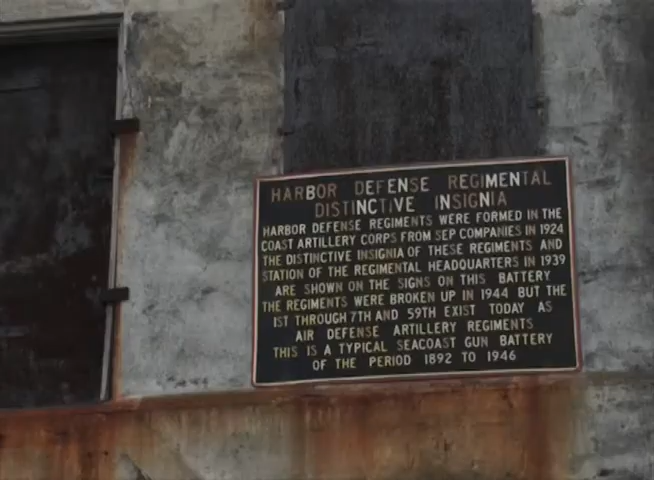 HARBOR DEFENSE REGIMENTAL
DISTINCTIVE INSIGNIA
HARBOR DEFENSE REGIMENTS WERE FORMED IN THE
COAST ARTILLERY CORPS FROM SEP COMPANIES IN 1924
THE DISTINCTIVE INSIGNIA OF THESE REGIMENTS AND
STATION OF THE REGIMENTAL HEADQUARTERS IN 1939
ARE SHOWN ON THE SIGNS ON THIS BATTERY
THE REGIMENTS WERE BROKEN UP IN 1944 BUT THE
1ST THROUGH 7TH AND 59TH EXIST TODAY AS
AIR DEFENSE ARTILLERY REGIMENTS
THIS IS A TYPICAL SEACOAST GUN BATTERY
OF THE PERIOD 1892 TO 1946